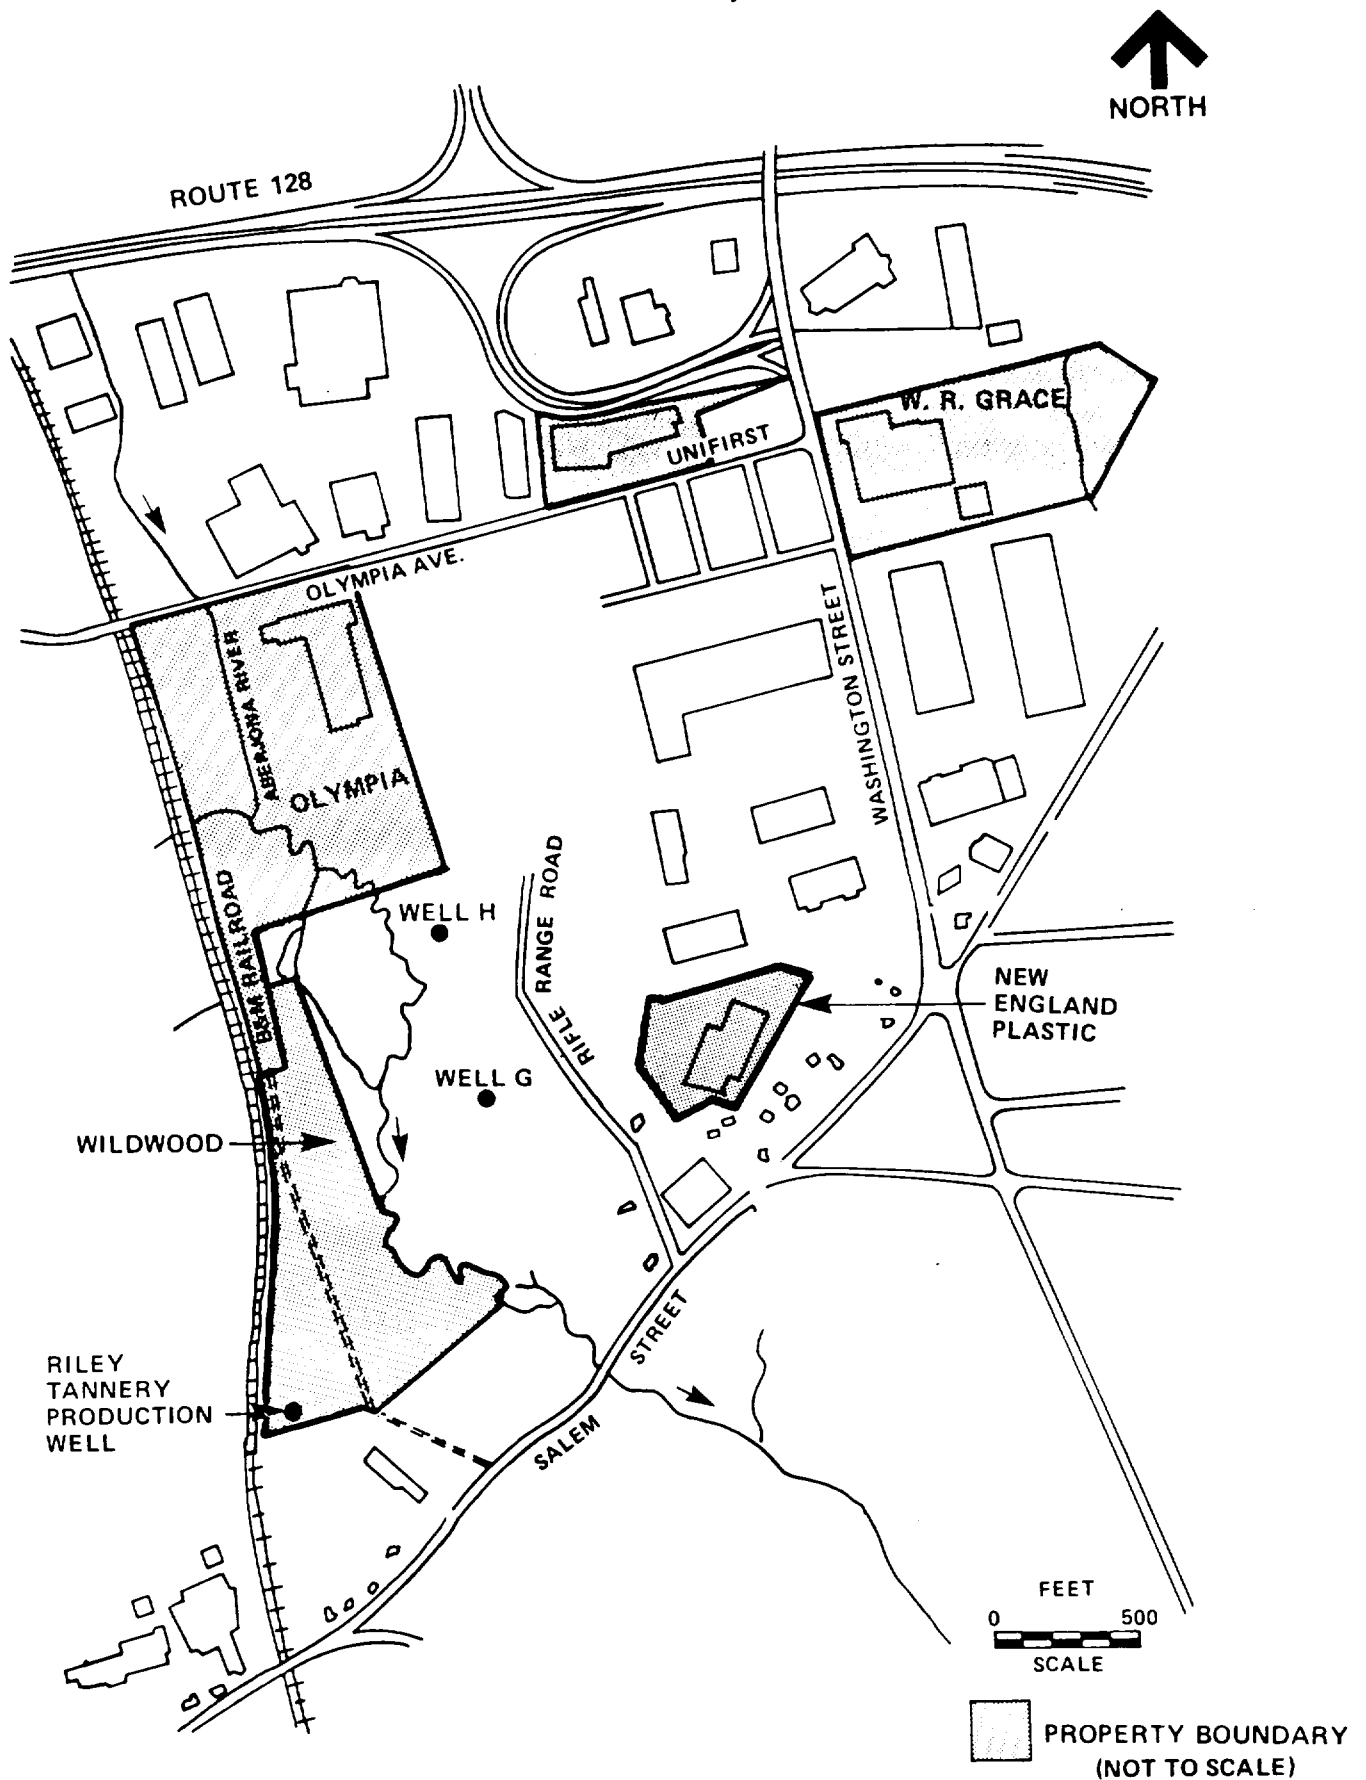 NORTH
ROUTE 128
W. R. GRACE
UNIFIRST
OLYMPIA AVE.
WASHINGTON STREET
ABERJONA RIVER
OLYMPIA
RIFLE RANGE ROAD
B&M RAILROAD
WELL H
NEW
ENGLAND
PLASTIC
WELL G
WILDWOOD
RILEY
TANNERY
PRODUCTION
WELL
SALEM STREET
FEET
0 500
SCALE
PROPERTY BOUNDARY
(NOT TO SCALE)